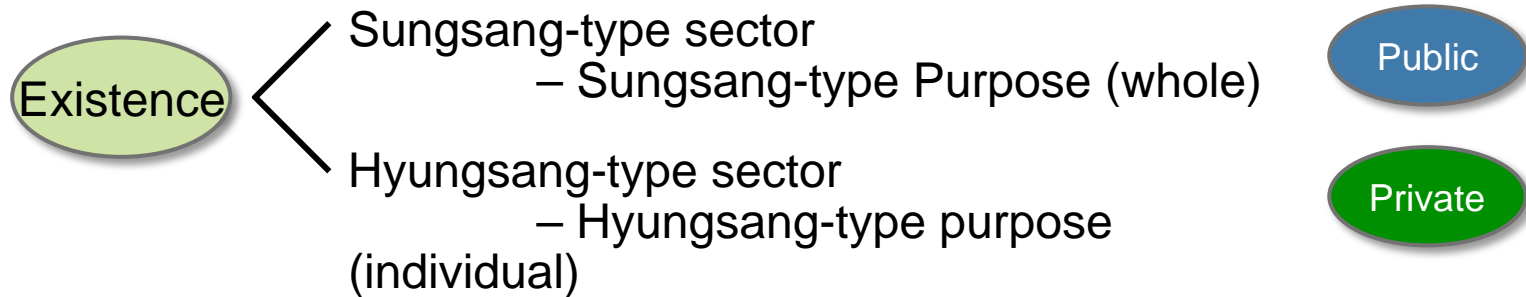 Existence
Sungsang-type sector
– Sungsang-type Purpose (whole)
Hyungsang-type sector
– Hyungsang-type purpose
(individual)
Public
Private